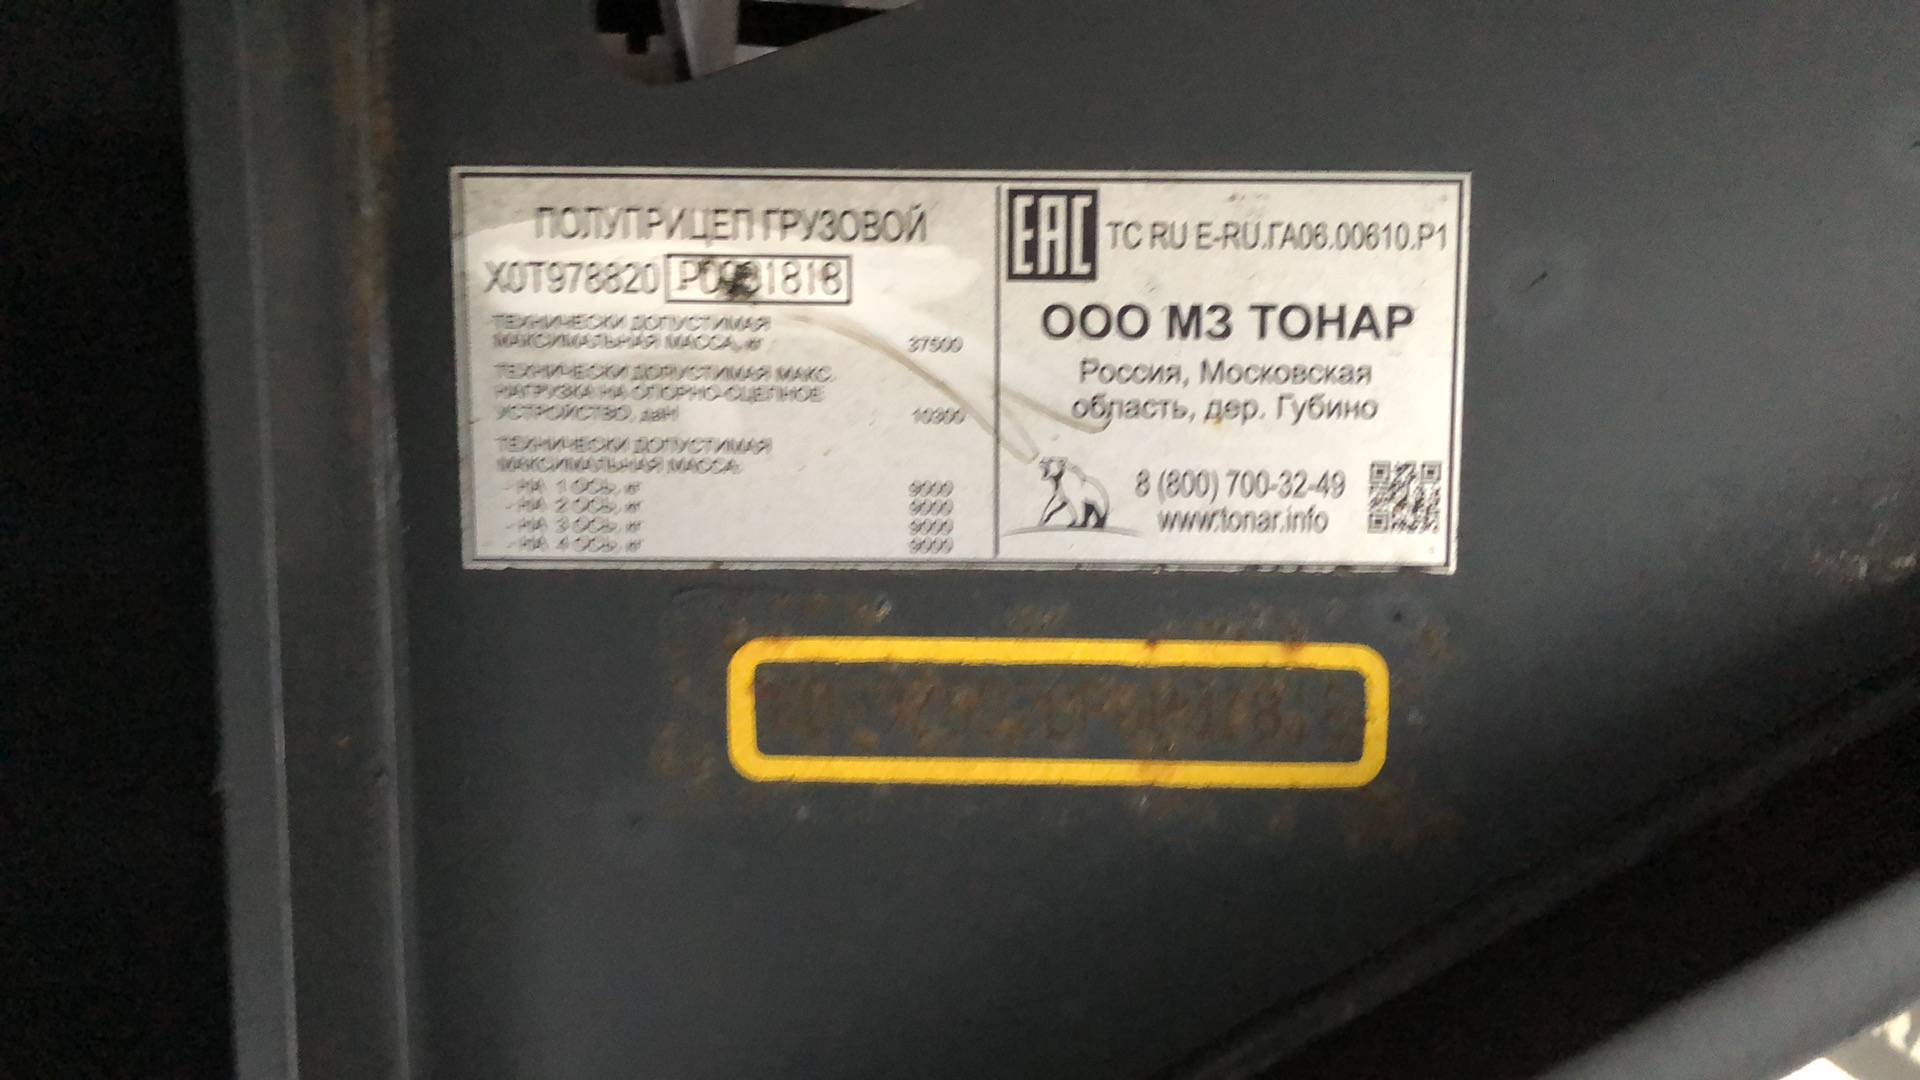 ПОЛУПРИЦЕП ГРУЗОВОЙ
X0T978820
ТЕХНИЧЕСКИ ДОПУСТИМАЯ
МАКСИМАЛЬНАЯ МАССА, кг 37500
ТЕХНИЧЕСКИ ДОПУСТИМАЯ МАКС.
НАГРУЗКА НА ОПОРНО-СЦЕПНОЕ
УСТРОЙСТВО, даН 10300
ТЕХНИЧЕСКИ ДОПУСТИМАЯ
МАКСИМАЛЬНАЯ МАССА:
- НА 1 ОСЬ, кг 9000
- НА 2 ОСЬ, кг 9000
- НА 3 ОСЬ, кг 9000
- НА 4 ОСЬ, кг 9000
EAC TC RU E-RU.ГА06.00610.P1
ООО МЗ ТОНАР
Россия, Московская
область, дер. Губино
8 (800) 700-32-49
www.tonar.info